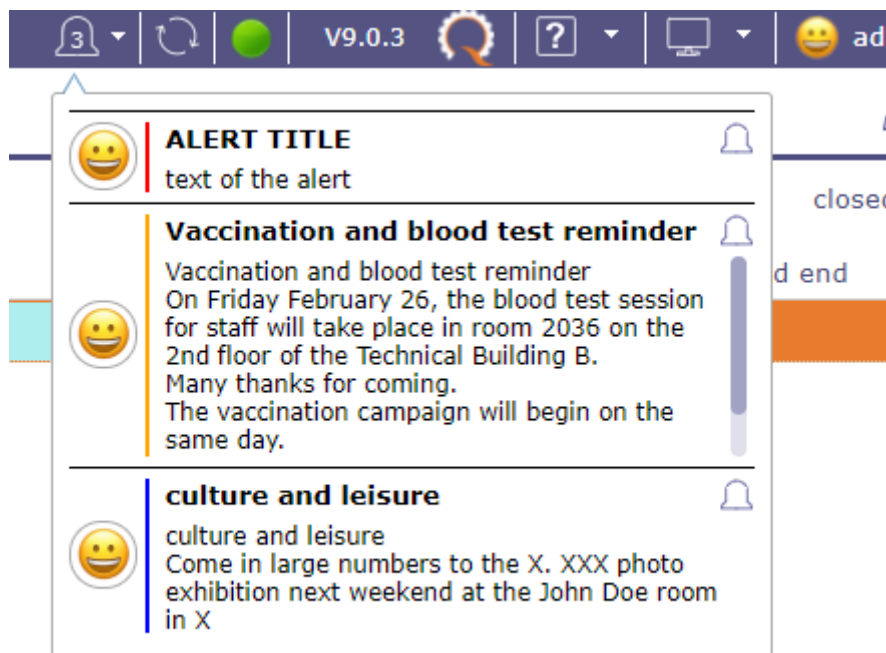 3
V9.0.3
?
ad
ALERT TITLE
text of the alert
closed
Vaccination and blood test reminder
Vaccination and blood test reminder
On Friday February 26, the blood test session
for staff will take place in room 2036 on the
2nd floor of the Technical Building B.
Many thanks for coming.
The vaccination campaign will begin on the
same day.
d end
culture and leisure
culture and leisure
Come in large numbers to the X. XXX photo
exhibition next weekend at the John Doe room
in X